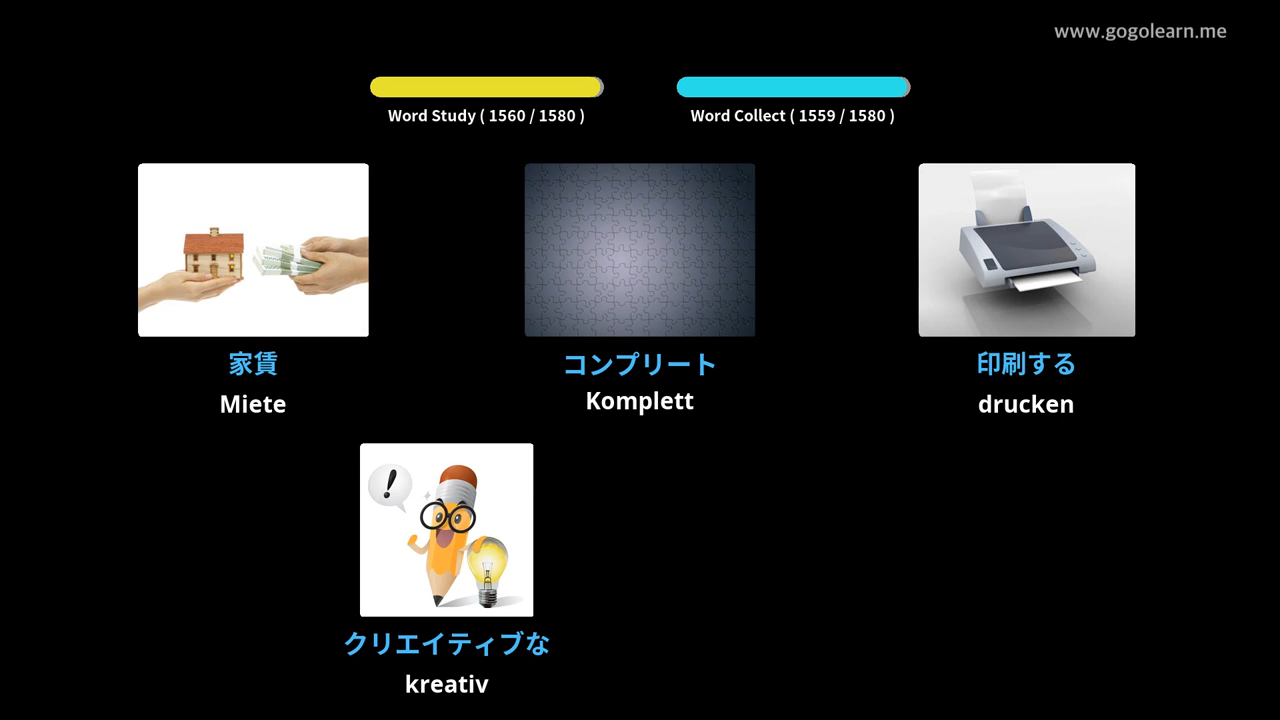 www.gogolearn.me
Word Study ( 1560 / 1580 )
Word Collect ( 1559 / 1580 )
家賃
Miete
コンプリート
Komplett
印刷する
drucken
!
クリエイティブな
kreativ